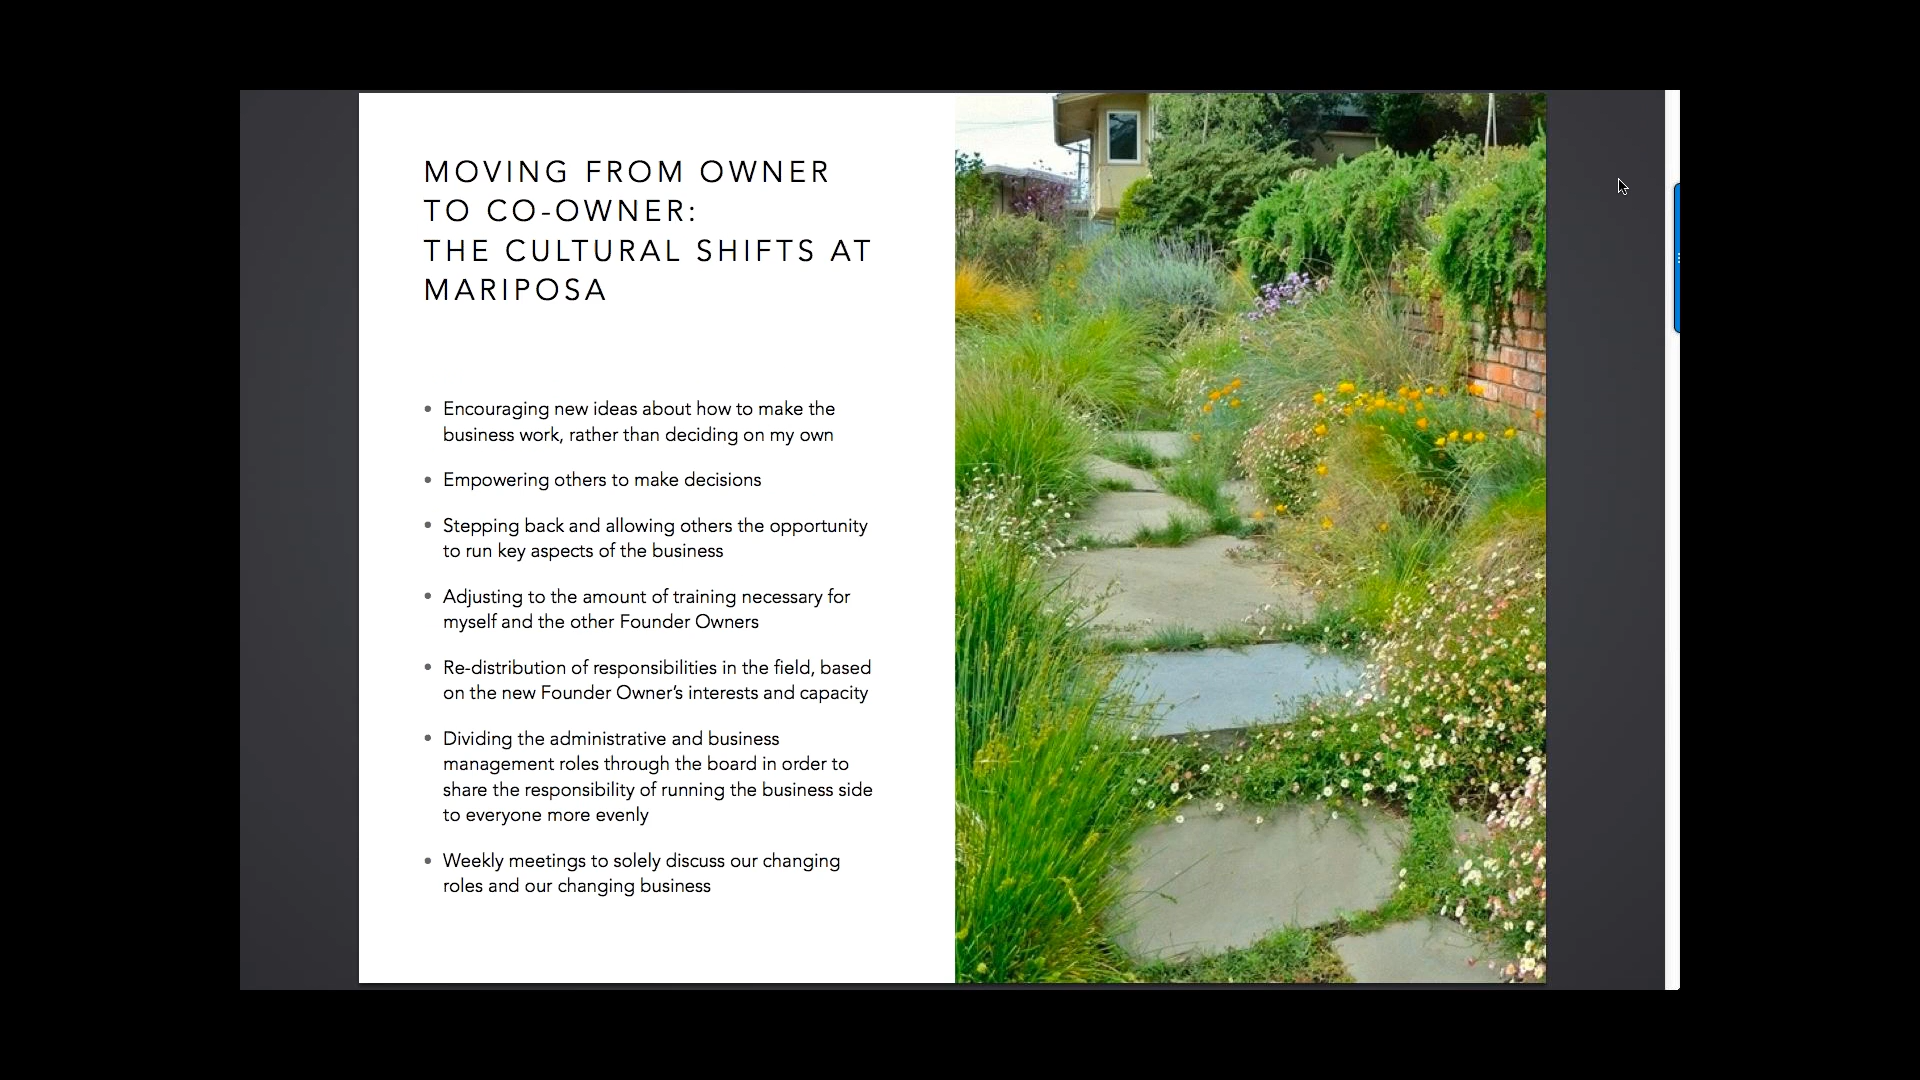 MOVING FROM OWNER
TO CO-OWNER:
THE CULTURAL SHIFTS AT
MARIPOSA
• Encouraging new ideas about how to make the
business work, rather than deciding on my own
• Empowering others to make decisions
• Stepping back and allowing others the opportunity
to run key aspects of the business
• Adjusting to the amount of training necessary for
myself and the other Founder Owners
• Re-distribution of responsibilities in the field, based
on the new Founder Owner’s interests and capacity
• Dividing the administrative and business
management roles through the board in order to
share the responsibility of running the business side
to everyone more evenly
• Weekly meetings to solely discuss our changing
roles and our changing business